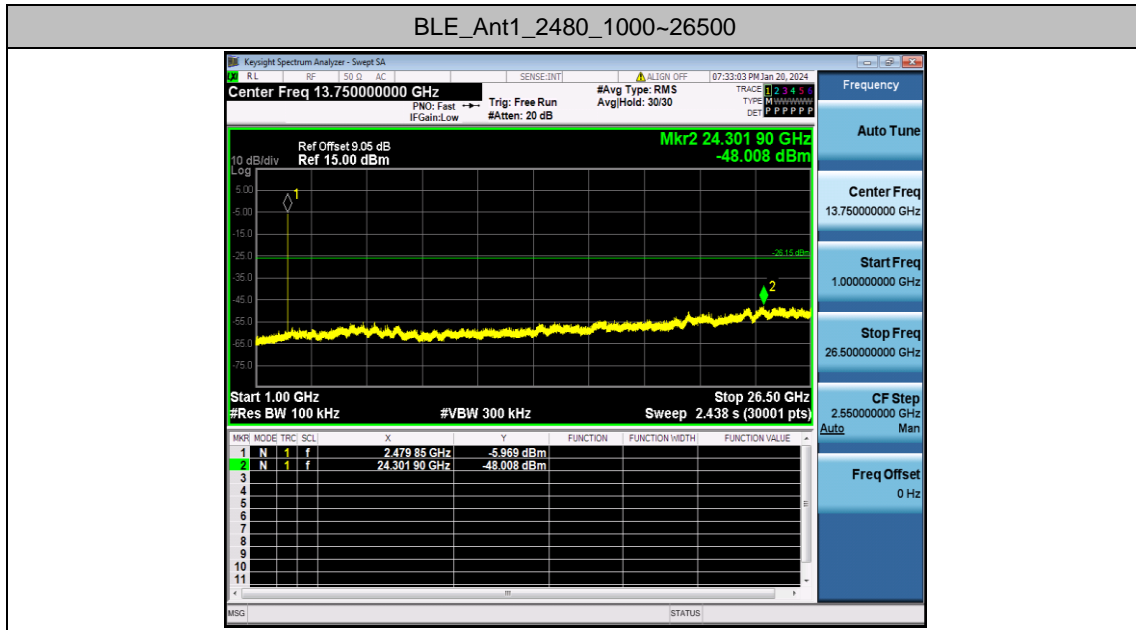 BLE_Ant1_2480_1000~26500
Keysight Spectrum Analyzer - Swept SA
RL RF 50 Ω AC SENSE:INT ALIGN OFF 07:33:03 PM Jan 20, 2024
Center Freq 13.750000000 GHz
PNO: Fast
IFGain:Low
Trig: Free Run
#Atten: 20 dB
#Avg Type: RMS
Avg|Hold: 30/30
TRACE 1 2 3 4 5 6
TYPE M WWWWW
DET P P P P P P
Mkr2 24.301 90 GHz
-48.008 dBm
Ref Offset 9.05 dB
10 dB/div Ref 15.00 dBm
Log
5.00
-5.00
-15.0
-25.0
-35.0
-45.0
-55.0
-65.0
-75.0
1
-26.15 dBm
2
Start 1.00 GHz Stop 26.50 GHz
#Res BW 100 kHz #VBW 300 kHz Sweep 2.438 s (30001 pts)
MKR MODE TRC SCL X Y FUNCTION FUNCTION WIDTH FUNCTION VALUE
1 N 1 f 2.479 85 GHz -5.969 dBm
2 N 1 f 24.301 90 GHz -48.008 dBm
3
4
5
6
7
8
9
10
11
MSG STATUS
Frequency
Auto Tune
Center Freq
13.750000000 GHz
Start Freq
1.000000000 GHz
Stop Freq
26.500000000 GHz
CF Step
2.550000000 GHz
Auto Man
Freq Offset
0 Hz